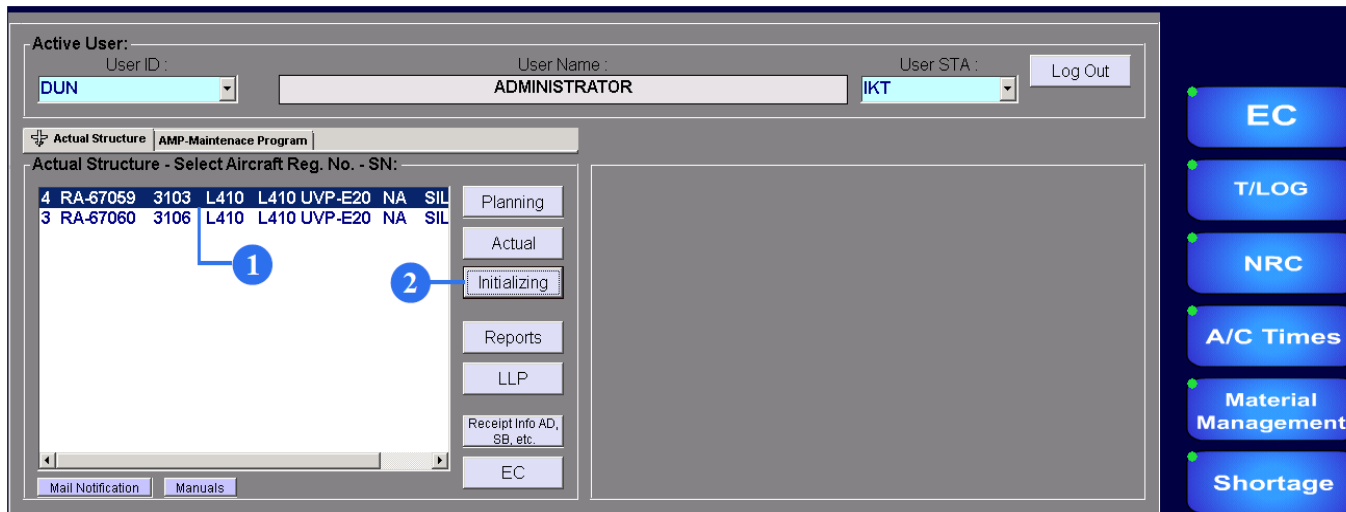 Active User:
User ID :
User Name :
User STA :
Log Out
DUN
ADMINISTRATOR
IKT
Actual Structure
AMP-Maintenace Program
Actual Structure - Select Aircraft Reg. No. - SN:
4 RA-67059 3103 L410 L410 UVP-E20 NA SIL
3 RA-67060 3106 L410 L410 UVP-E20 NA SIL
1
2
Planning
Actual
Initializing
Reports
LLP
Receipt Info AD,
SB, etc.
EC
Mail Notification
Manuals
EC
T/LOG
NRC
A/C Times
Material
Management
Shortage